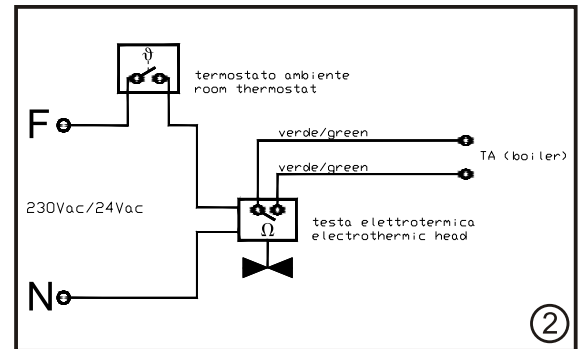 ϑ
termostato ambiente
room thermostat
F
verde/green
TA (boiler)
verde/green
230Vac/24Vac
testa elettrotermica
electrothermic head
Ω
N
2